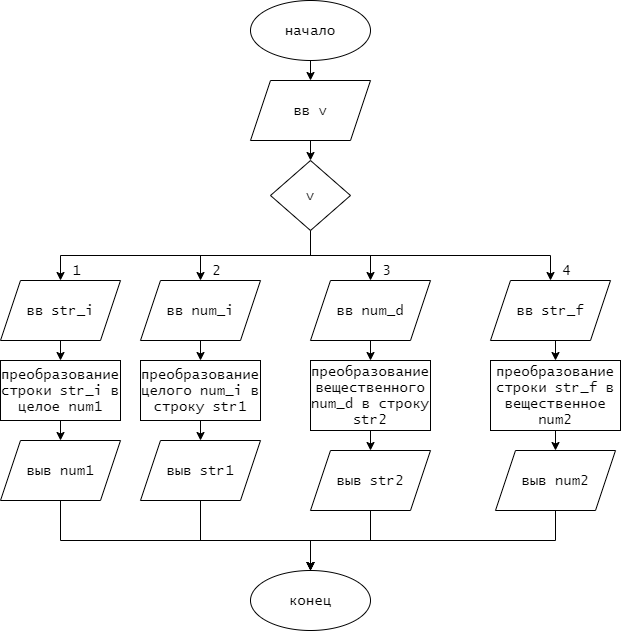 начало
вв v
v
1
2
3
4
вв str_i
вв num_i
вв num_d
вв str_f
преобразование
строки str_i в
целое num1
преобразование
целого num_i в
строку str1
преобразование
вещественного
num_d в строку
str2
преобразование
строки str_f в
вещественное
num2
выв num1
выв str1
выв str2
выв num2
конец